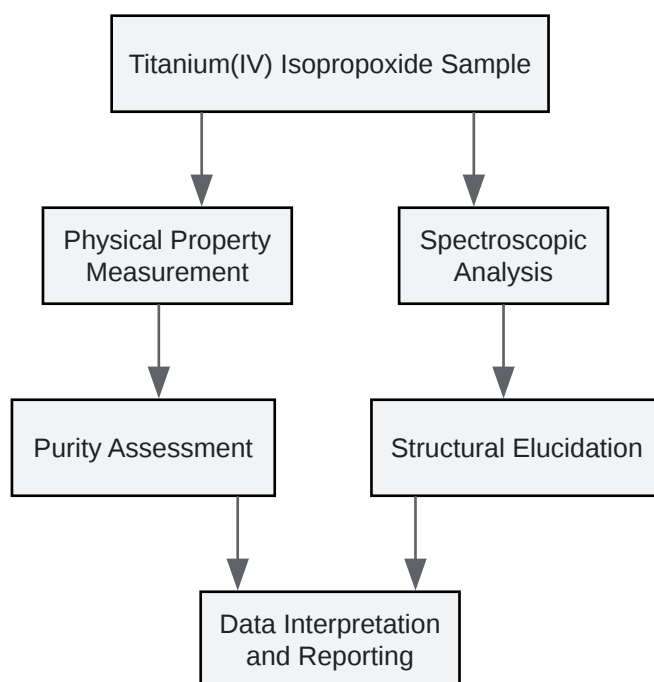 Titanium(IV) Isopropoxide Sample
Physical Property
Measurement
Spectroscopic
Analysis
Purity Assessment
Structural Elucidation
Data Interpretation
and Reporting